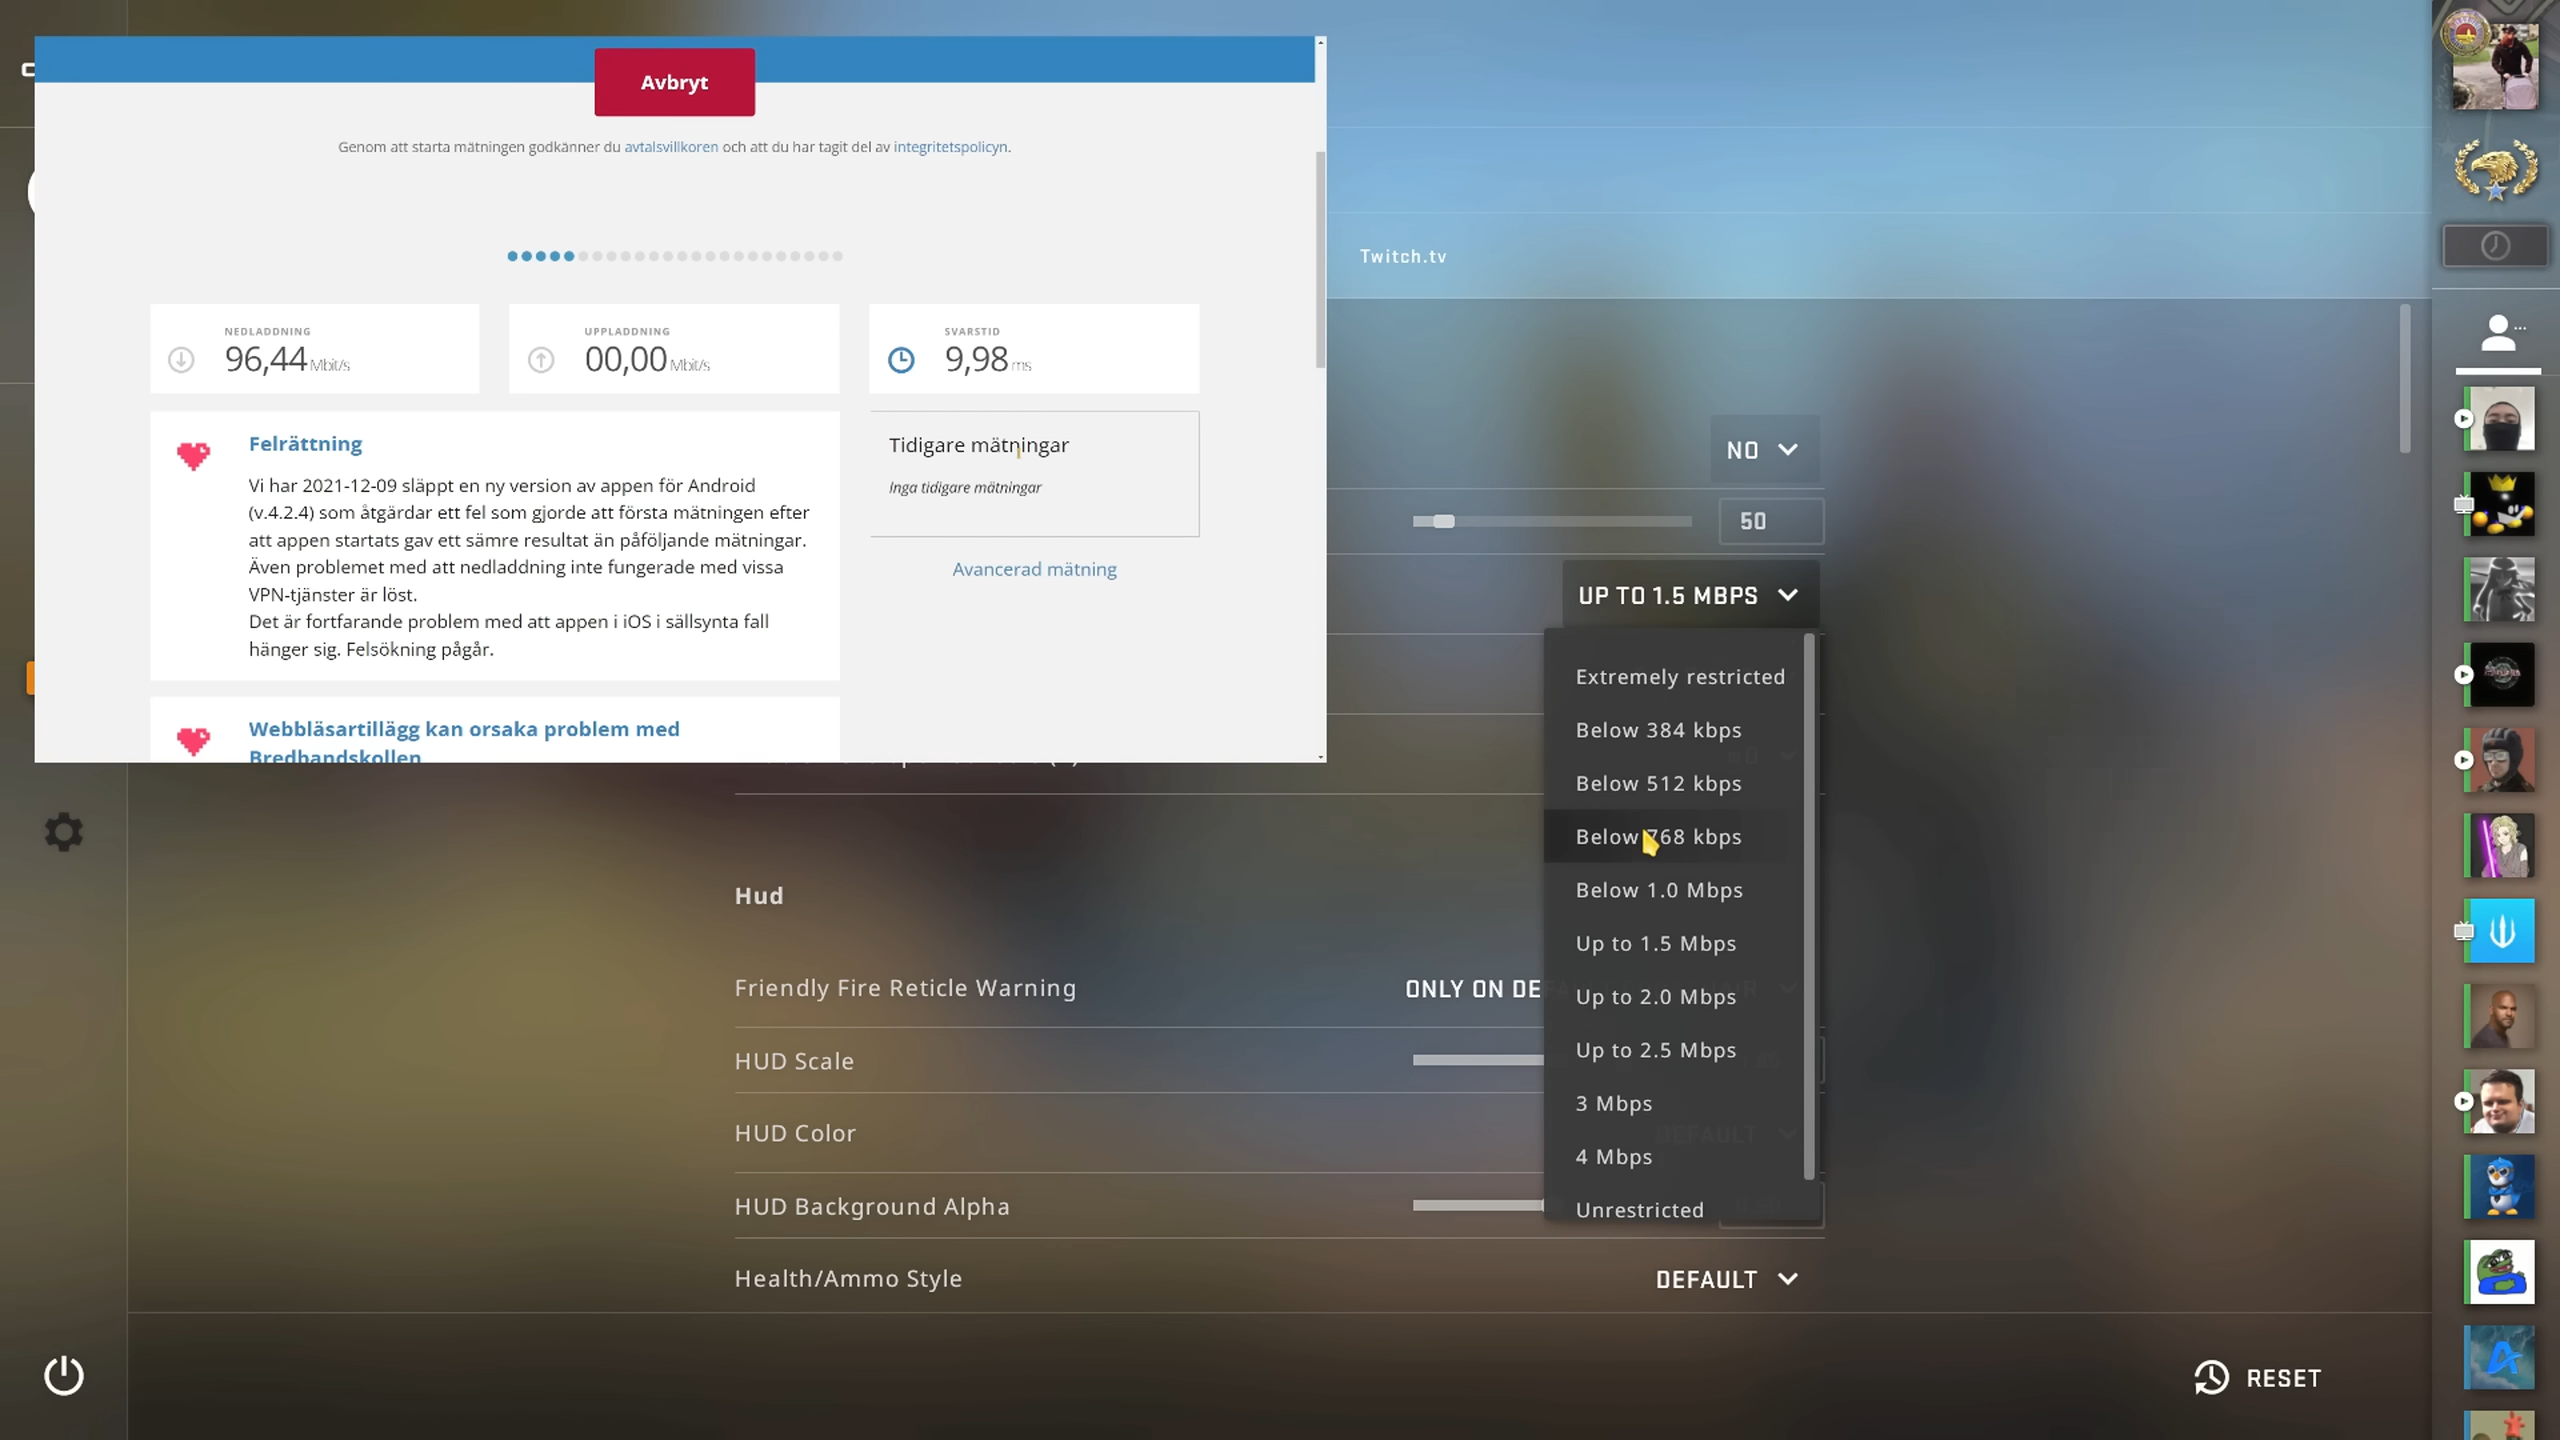 Avbryt
Genom att starta mätningen godkänner du avtalsvillkoren och att du har tagit del av integritetspolicyn.
Twitch.tv
NEDLADDNING
96,44 Mbit/s
UPPLADDNING
00,00 Mbit/s
SVARSTID
9,98 ms
Felrättning
Vi har 2021-12-09 släppt en ny version av appen för Android
(v.4.2.4) som åtgärdar ett fel som gjorde att första mätningen efter
att appen startats gav ett sämre resultat än påföljande mätningar.
Även problemet med att nedladdning inte fungerade med vissa
VPN-tjänster är löst.
Det är fortfarande problem med att appen i iOS i sällsynta fall
hänger sig. Felsökning pågår.
Tidigare mätningar
Inga tidigare mätningar
Avancerad mätning
Webbläsartillägg kan orsaka problem med
Bredbandskollen
NO
50
UP TO 1.5 MBPS
Extremely restricted
Below 384 kbps
Below 512 kbps
Below 768 kbps
Below 1.0 Mbps
Up to 1.5 Mbps
Up to 2.0 Mbps
Up to 2.5 Mbps
3 Mbps
4 Mbps
Unrestricted
Hud
Friendly Fire Reticle Warning
ONLY ON DE
HUD Scale
HUD Color
DEFAULT
HUD Background Alpha
Health/Ammo Style
DEFAULT
RESET